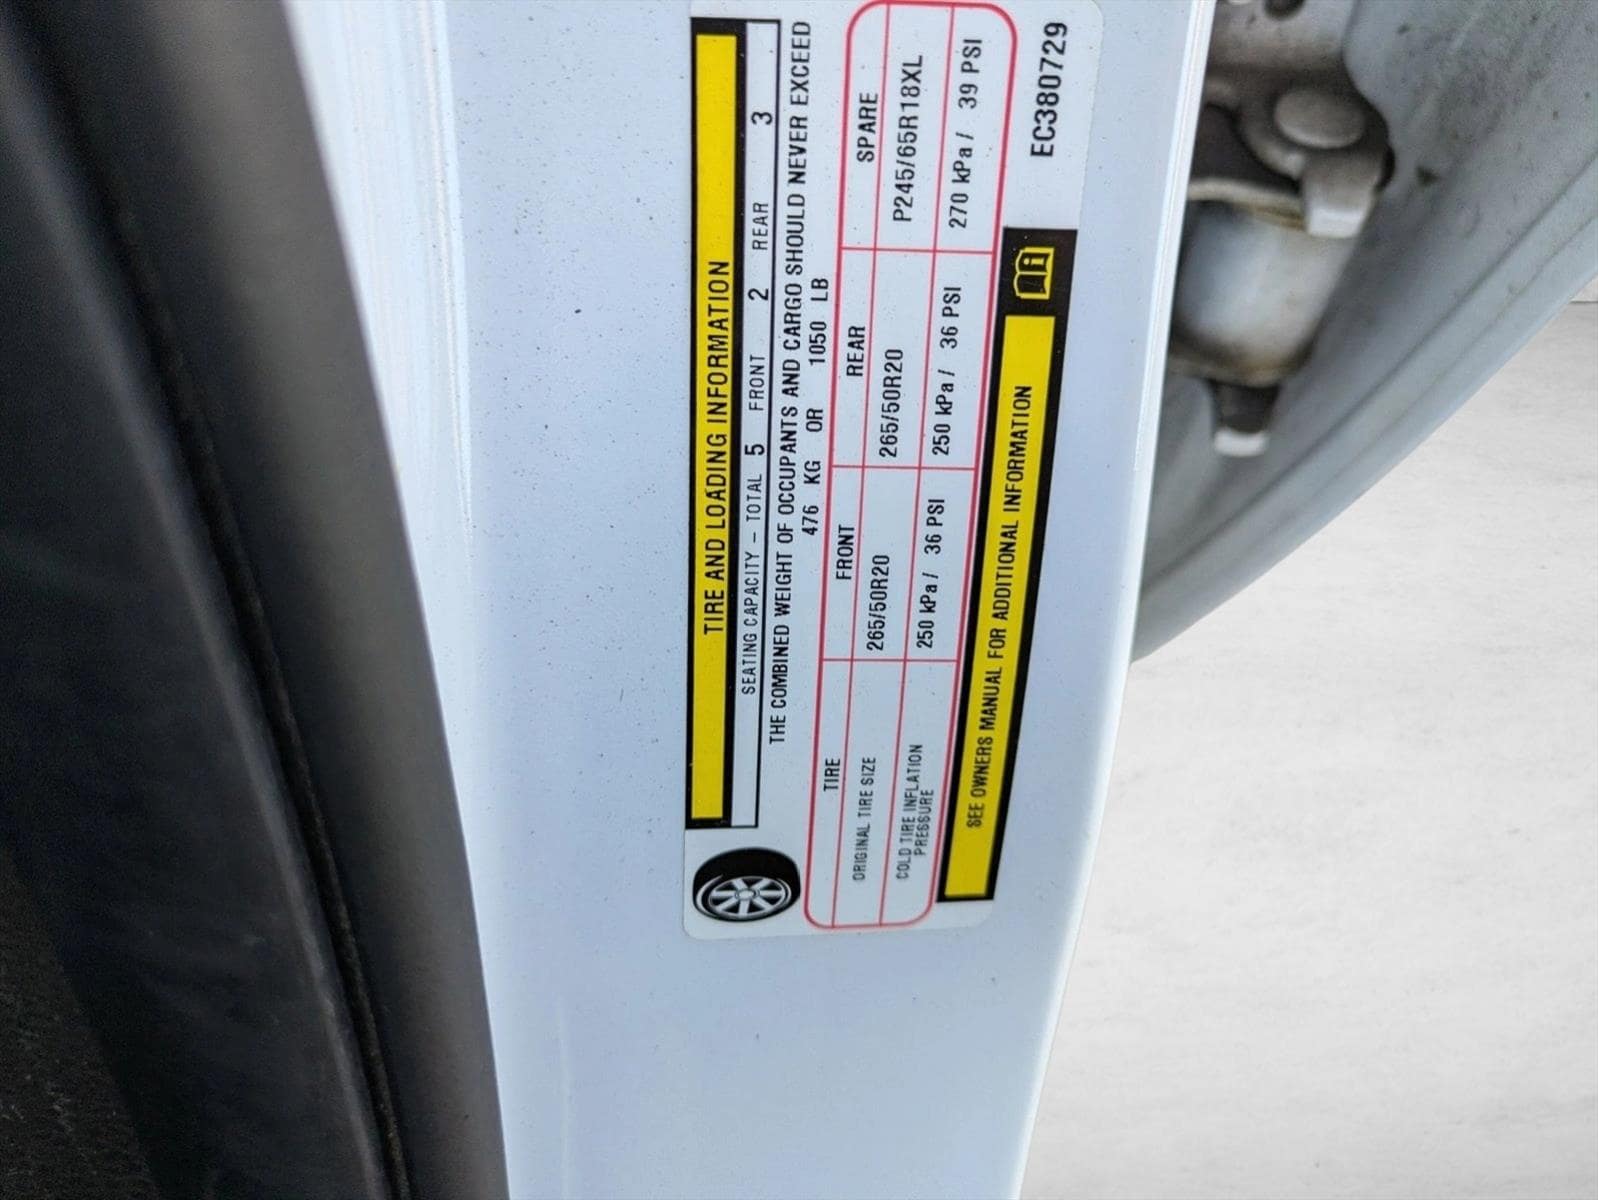 TIRE AND LOADING INFORMATION
SEATING CAPACITY – TOTAL 5 FRONT 2 REAR 3
THE COMBINED WEIGHT OF OCCUPANTS AND CARGO SHOULD NEVER EXCEED
476 KG OR 1050 LB
TIRE FRONT REAR SPARE
ORIGINAL TIRE SIZE 265/50R20 265/50R20 P245/65R18XL
COLD TIRE INFLATION
PRESSURE 250 kPa / 36 PSI 250 kPa / 36 PSI 270 kPa / 39 PSI
SEE OWNERS MANUAL FOR ADDITIONAL INFORMATION
EC380729